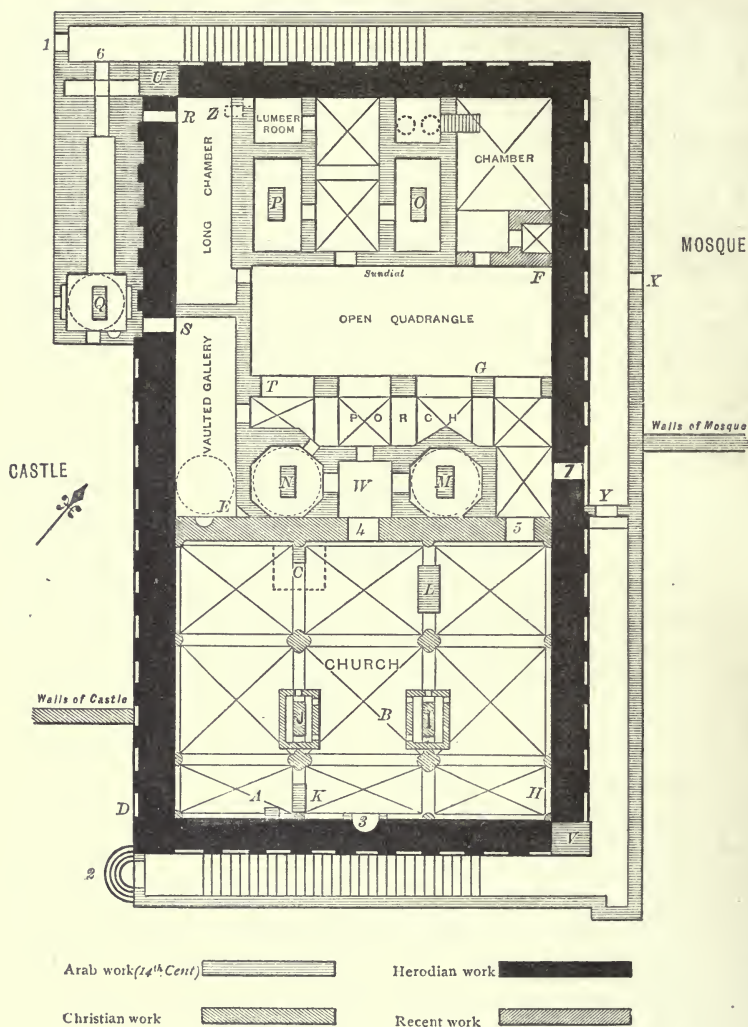 1
6
U
R
Z
LUMBER
ROOM
CHAMBER
LONG CHAMBER
P
O
MOSQUE
Sundial
F
X
Q
OPEN QUADRANGLE
S
G
T
VAULTED GALLERY
PORCH
Walls of Mosque
CASTLE
N
W
M
7
E
4
5
Y
C
L
CHURCH
Walls of Castle
J
B
I
D
A
K
H
3
V
2
Arab work (14th Cent)
Herodian work
Christian work
Recent work